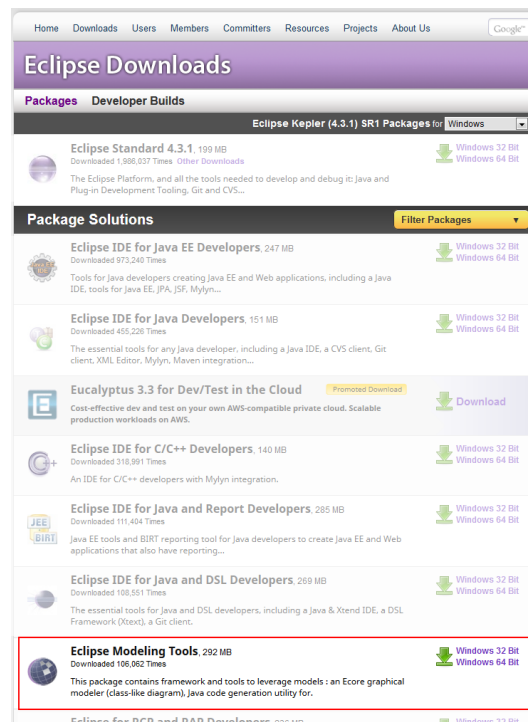 Home Downloads Users Members Committers Resources Projects About Us Google™
Eclipse Downloads
Packages Developer Builds
Eclipse Kepler (4.3.1) SR1 Packages for Windows
Eclipse Standard 4.3.1, 199 MB
Downloaded 1,986,037 Times Other Downloads
The Eclipse Platform, and all the tools needed to develop and debug it: Java and
Plug-in Development Tooling, Git and CVS...
Windows 32 Bit
Windows 64 Bit
Package Solutions
Filter Packages
Eclipse IDE for Java EE Developers, 247 MB
Downloaded 973,240 Times
Tools for Java developers creating Java EE and Web applications, including a Java
IDE, tools for Java EE, JPA, JSF, Mylyn...
Windows 32 Bit
Windows 64 Bit
Eclipse IDE for Java Developers, 151 MB
Downloaded 455,226 Times
The essential tools for any Java developer, including a Java IDE, a CVS client, Git
client, XML Editor, Mylyn, Maven integration...
Windows 32 Bit
Windows 64 Bit
Eucalyptus 3.3 for Dev/Test in the Cloud
Promoted Download
Cost-effective dev and test on your own AWS-compatible private cloud. Scalable
production workloads on AWS.
Download
C++
Eclipse IDE for C/C++ Developers, 140 MB
Downloaded 318,991 Times
An IDE for C/C++ developers with Mylyn integration.
Windows 32 Bit
Windows 64 Bit
JEE
BIRT
Eclipse IDE for Java and Report Developers, 285 MB
Downloaded 111,404 Times
Java EE tools and BIRT reporting tool for Java developers to create Java EE and Web
applications that also have reporting...
Windows 32 Bit
Windows 64 Bit
Eclipse IDE for Java and DSL Developers, 269 MB
Downloaded 108,551 Times
The essential tools for Java and DSL developers, including a Java & Xtend IDE, a DSL
Framework (Xtext), a Git client.
Windows 32 Bit
Windows 64 Bit
Eclipse Modeling Tools, 292 MB
Downloaded 106,062 Times
This package contains framework and tools to leverage models : an Ecore graphical
modeler (class-like diagram), Java code generation utility for.
Windows 32 Bit
Windows 64 Bit
Eclipse for RCP and RAP Developers
Windows 32 Bit